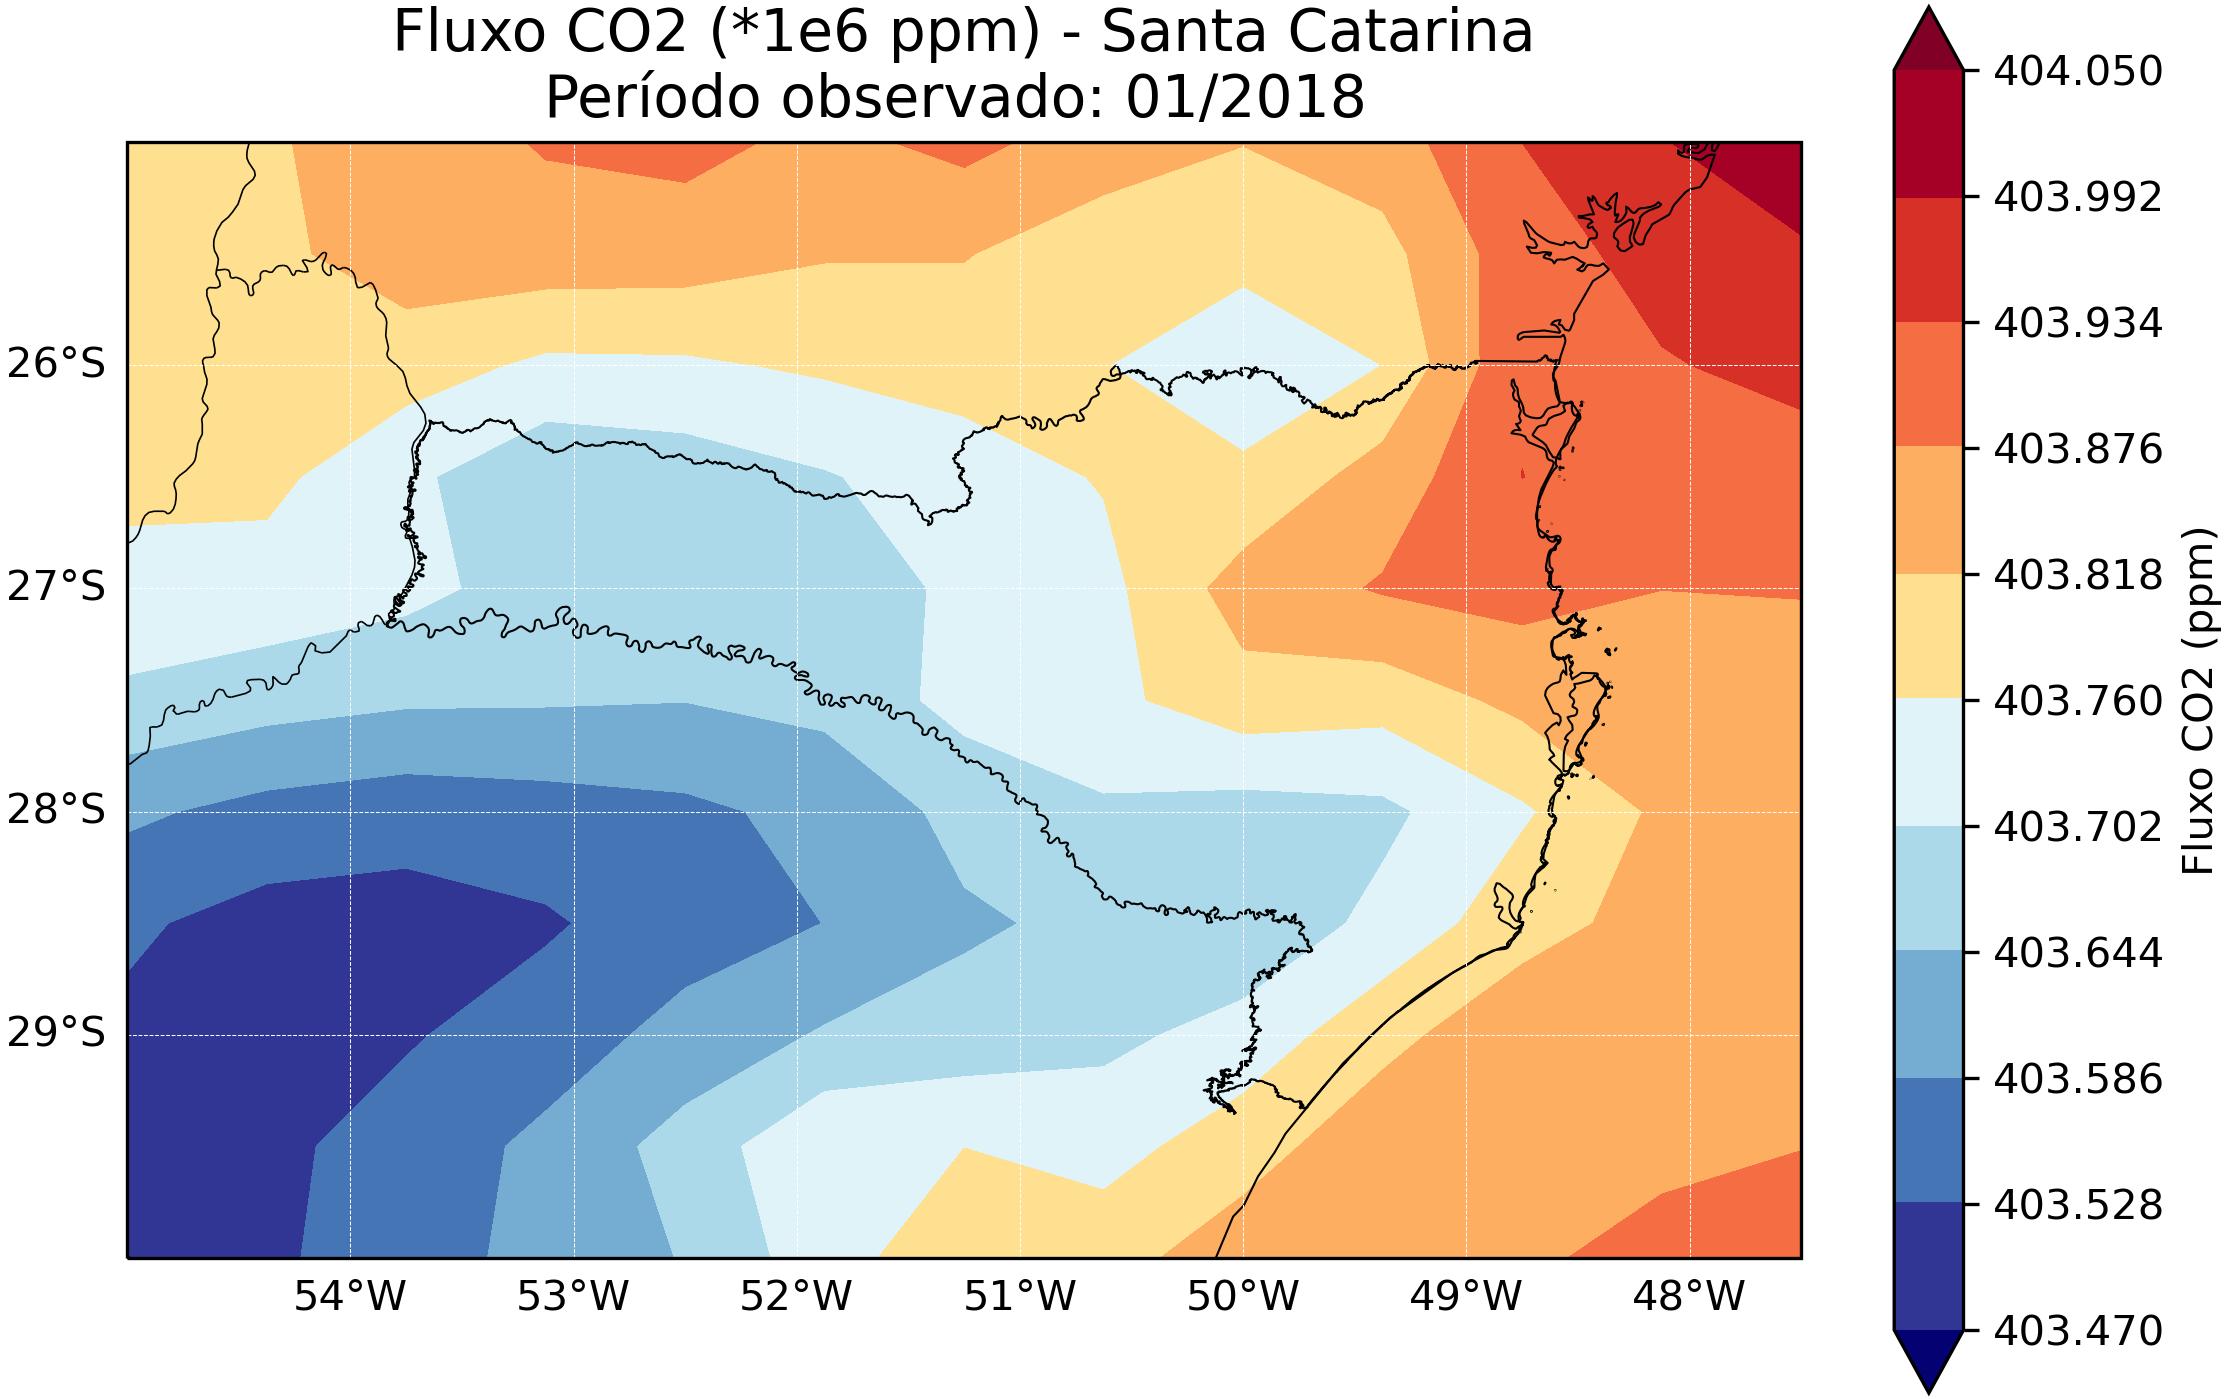 Fluxo CO2 (*1e6 ppm) - Santa Catarina
Período observado: 01/2018
26°S
27°S
28°S
29°S
54°W
53°W
52°W
51°W
50°W
49°W
48°W
404.050
403.992
403.934
403.876
403.818
403.760
403.702
403.644
403.586
403.528
403.470
Fluxo CO2 (ppm)